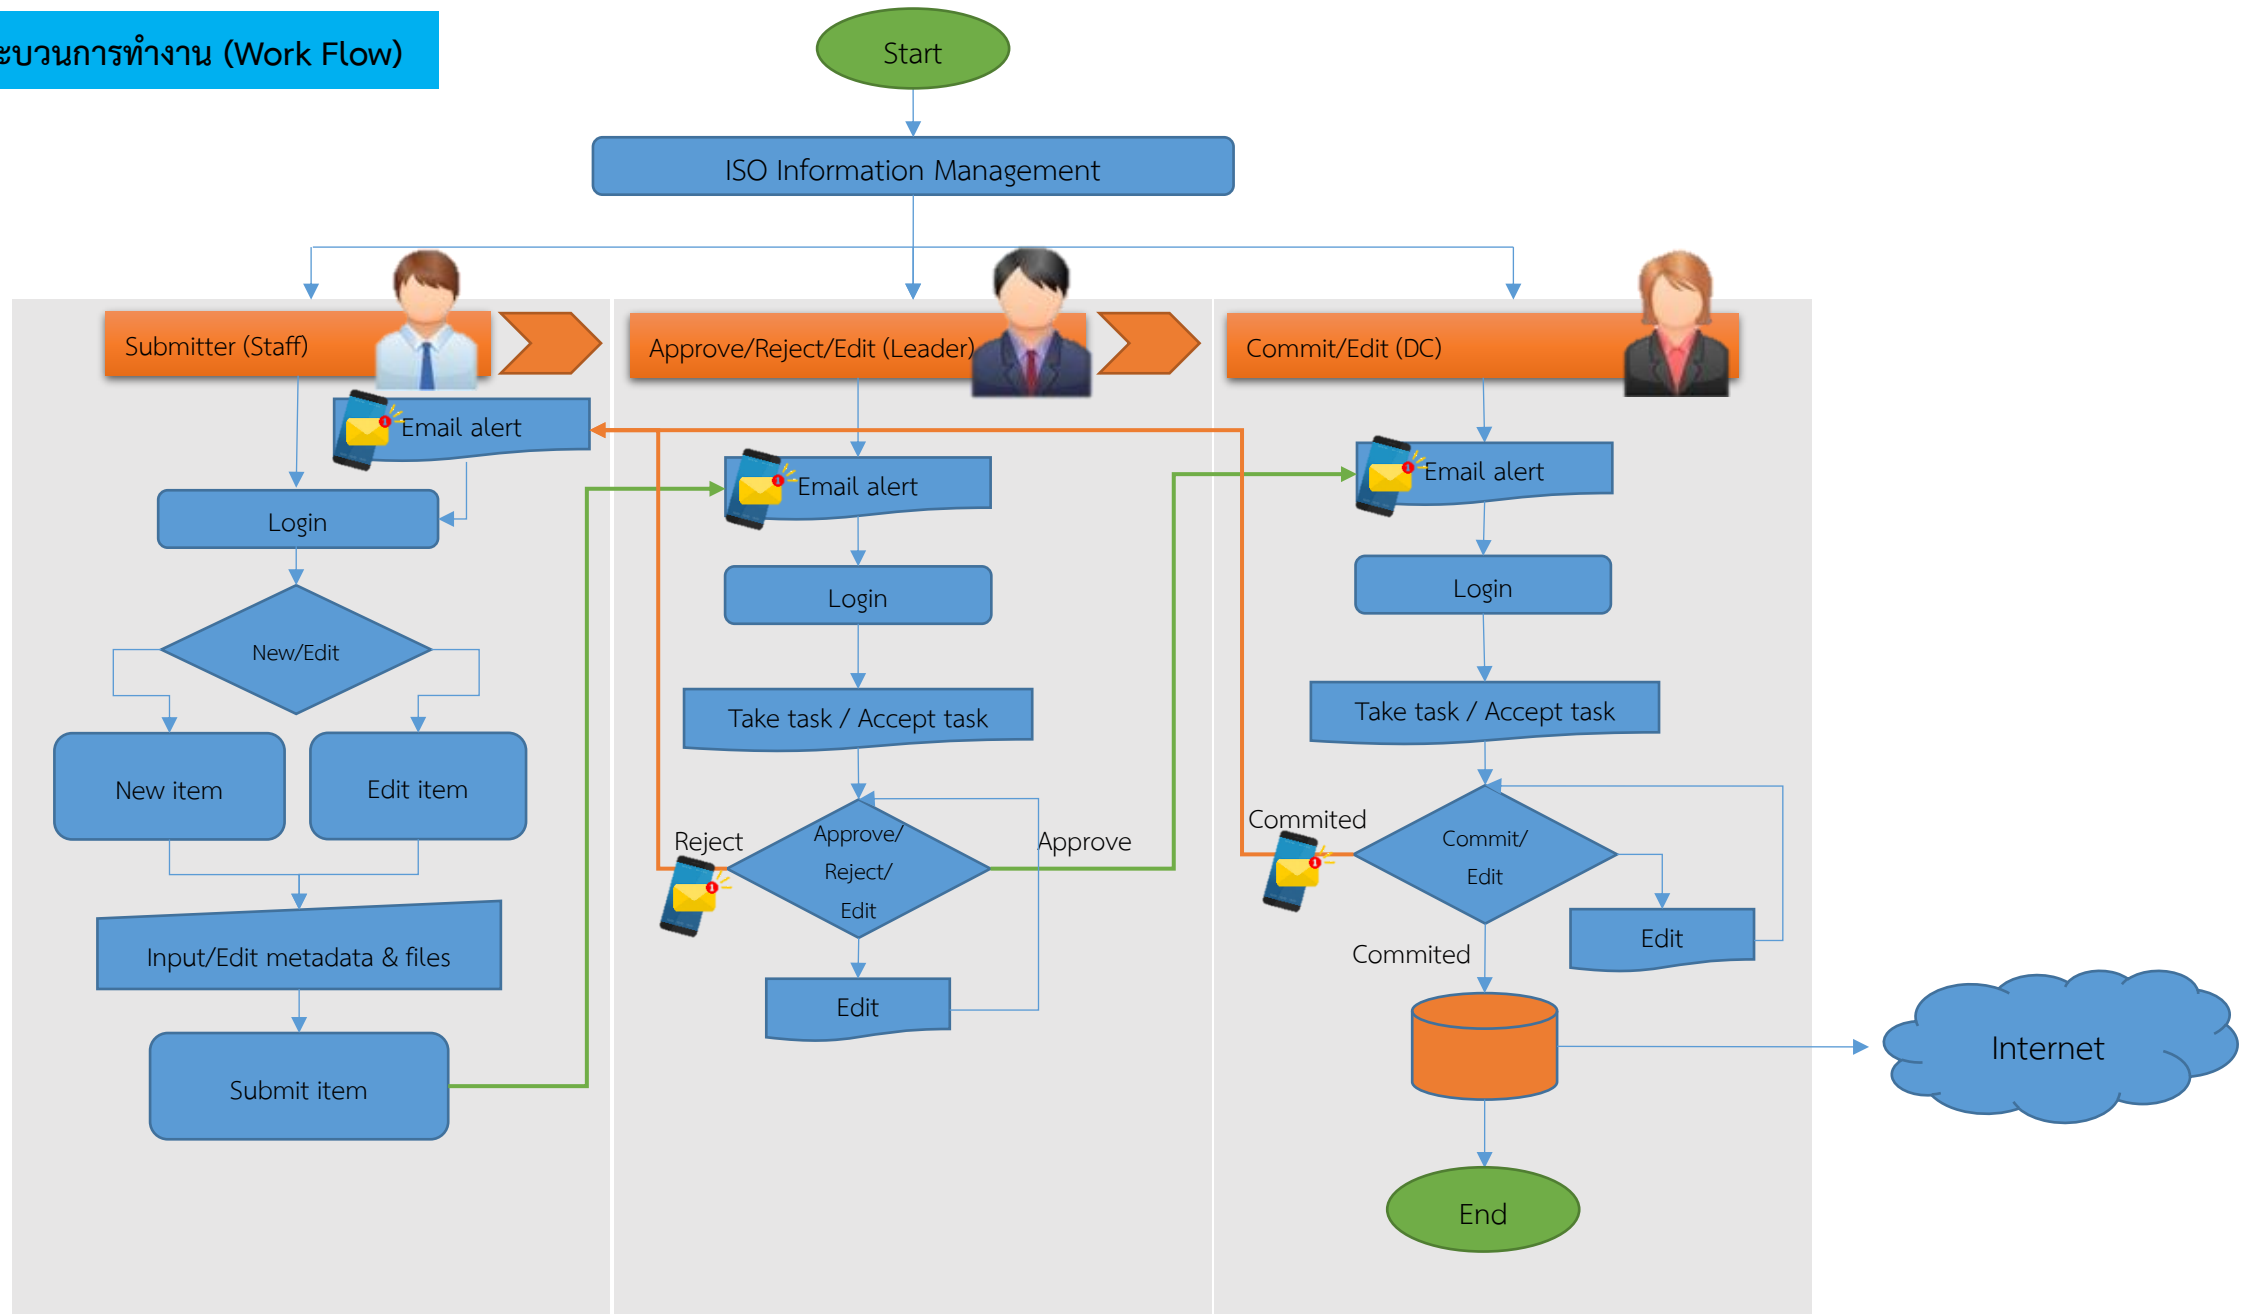 ะบวนการทำงาน (Work Flow)
Start
ISO Information Management
Submitter (Staff)
Approve/Reject/Edit (Leader)
Commit/Edit (DC)
Email alert
Login
New/Edit
New item
Edit item
Input/Edit metadata & files
Submit item
Email alert
Login
Take task / Accept task
Reject
Approve/
Reject/
Edit
Approve
Edit
Email alert
Login
Take task / Accept task
Commited
Commit/
Edit
Edit
Commited
Internet
End